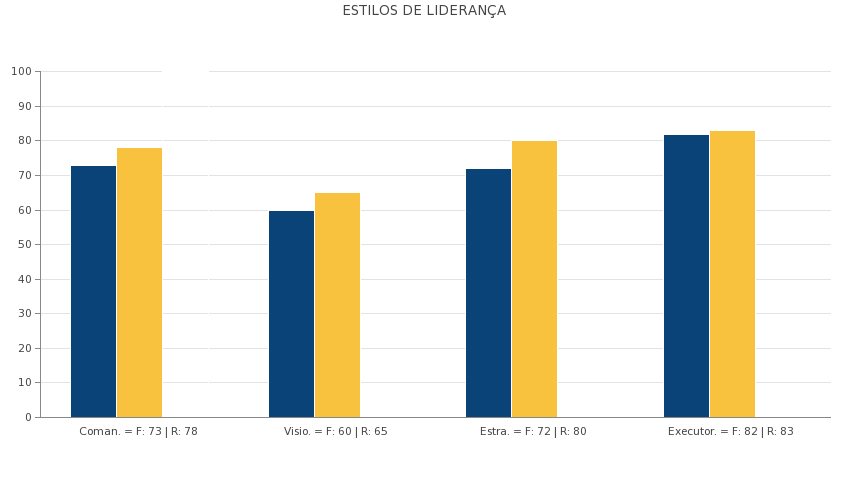 ESTILOS DE LIDERANÇA
100
90
80
70
60
50
40
30
20
10
0
Coman. = F: 73 | R: 78
Visio. = F: 60 | R: 65
Estra. = F: 72 | R: 80
Executor. = F: 82 | R: 83